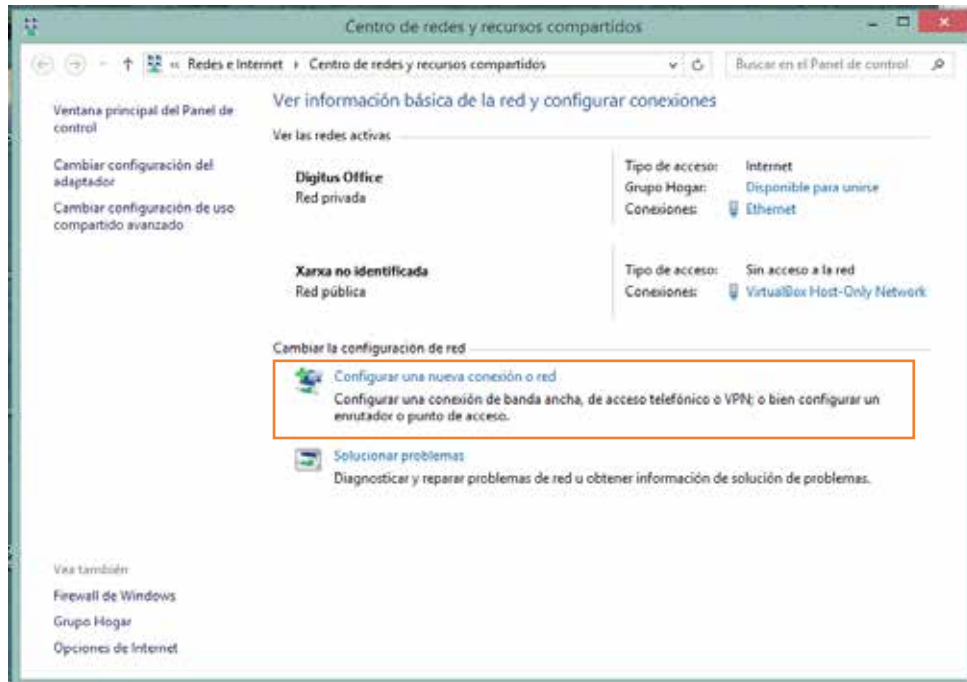 Centro de redes y recursos compartidos
« Redes e Internet › Centro de redes y recursos compartidos
Buscar en el Panel de control
Ventana principal del Panel de
control
Cambiar configuración del
adaptador
Cambiar configuración de uso
compartido avanzado
Ver información básica de la red y configurar conexiones
Ver las redes activas
Digitus Office
Red privada
Tipo de acceso: Internet
Grupo Hogar: Disponible para unirse
Conexiones: Ethernet
Xarxa no identificada
Red pública
Tipo de acceso: Sin acceso a la red
Conexiones: VirtualBox Host-Only Network
Cambiar la configuración de red
Configurar una nueva conexión o red
Configurar una conexión de banda ancha, de acceso telefónico o VPN; o bien configurar un
enrutador o punto de acceso.
Solucionar problemas
Diagnosticar y reparar problemas de red u obtener información de solución de problemas.
Vea también
Firewall de Windows
Grupo Hogar
Opciones de Internet